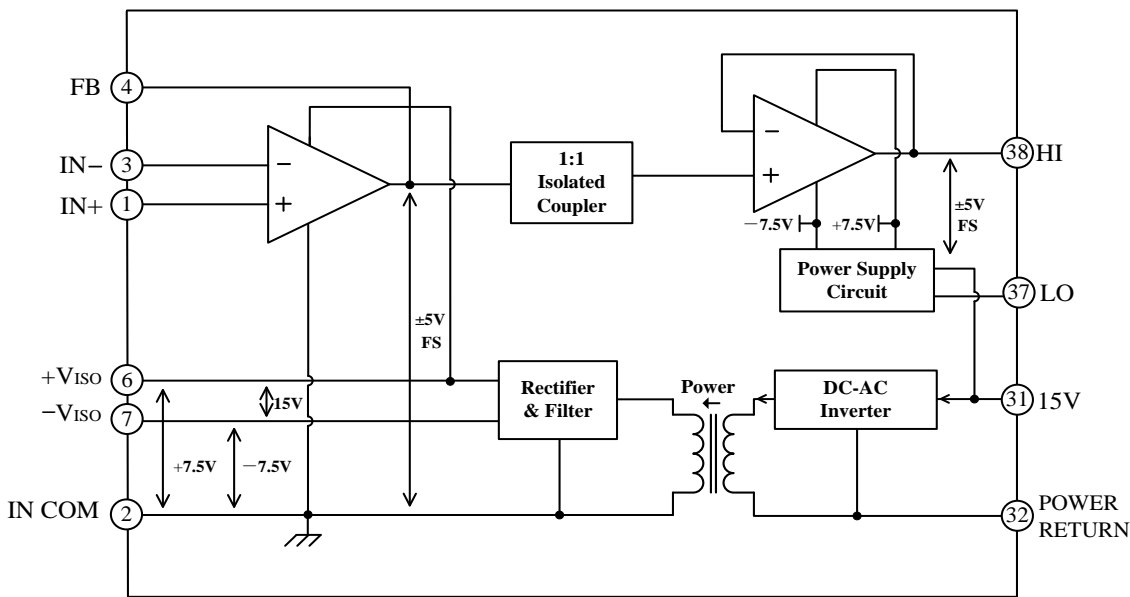 FB
4
IN−
3
IN+
1
−
+
1:1
Isolated
Coupler
−
+
38
HI
−7.5V
+7.5V
±5V
FS
Power Supply
Circuit
37
LO
±5V
FS
+VISO
6
−VISO
7
15V
+7.5V
−7.5V
Rectifier
& Filter
Power
DC-AC
Inverter
31
15V
IN COM
2
32
POWER
RETURN